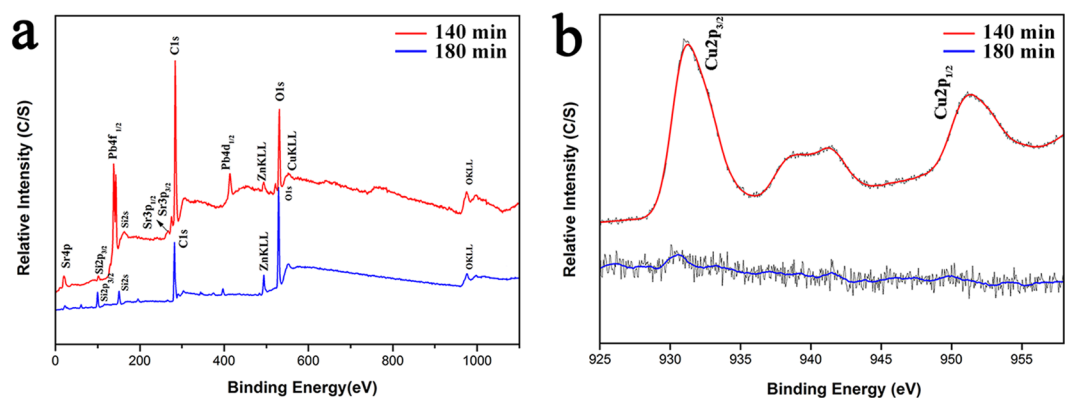 a
140 min
180 min
C1s
O1s
Pb4f 1/2
Pb4d1/2
ZnKLL
CuKLL
O1s
OKLL
Sr3p1/2
Sr3p3/2
Si2s
Sr4p
Si2p3/2
C1s
Si2p3/2
Si2s
ZnKLL
OKLL
Relative Intensity (C/S)
0 200 400 600 800 1000
Binding Energy(eV)
b
140 min
180 min
Cu2p3/2
Cu2p1/2
Relative Intensity (C/S)
925 930 935 940 945 950 955
Binding Energy (eV)